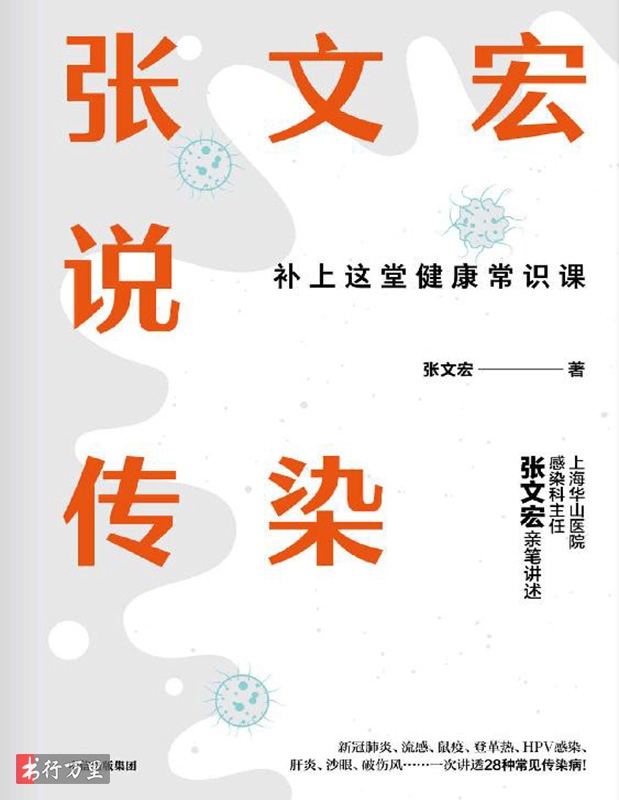 张文宏
说
传染
补上这堂健康常识课
张文宏 著
上海华山医院
感染科主任
张文宏亲笔讲述
新冠肺炎、流感、鼠疫、登革热、HPV感染、
肝炎、沙眼、破伤风……一次讲透28种常见传染病!
书行万里
版集团